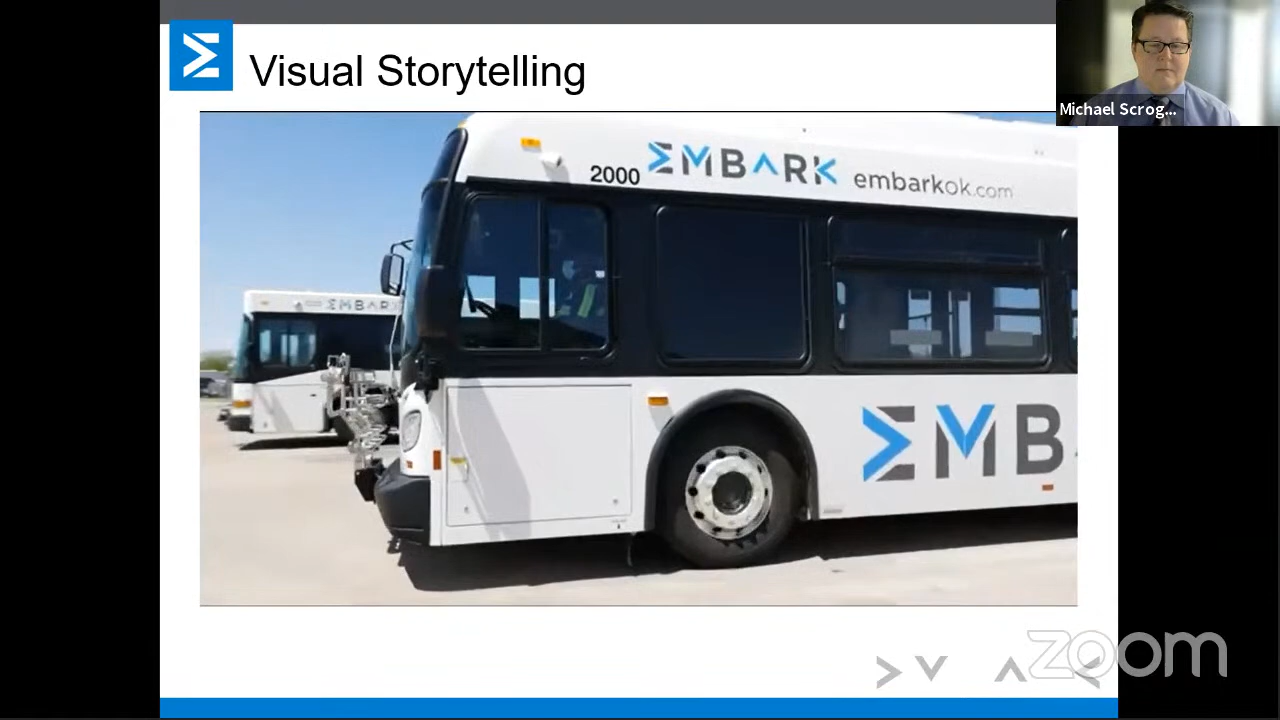 Visual Storytelling
Michael Scrog...
2000 EMBARK embarkok.com
EMBARK
EMB
zoom